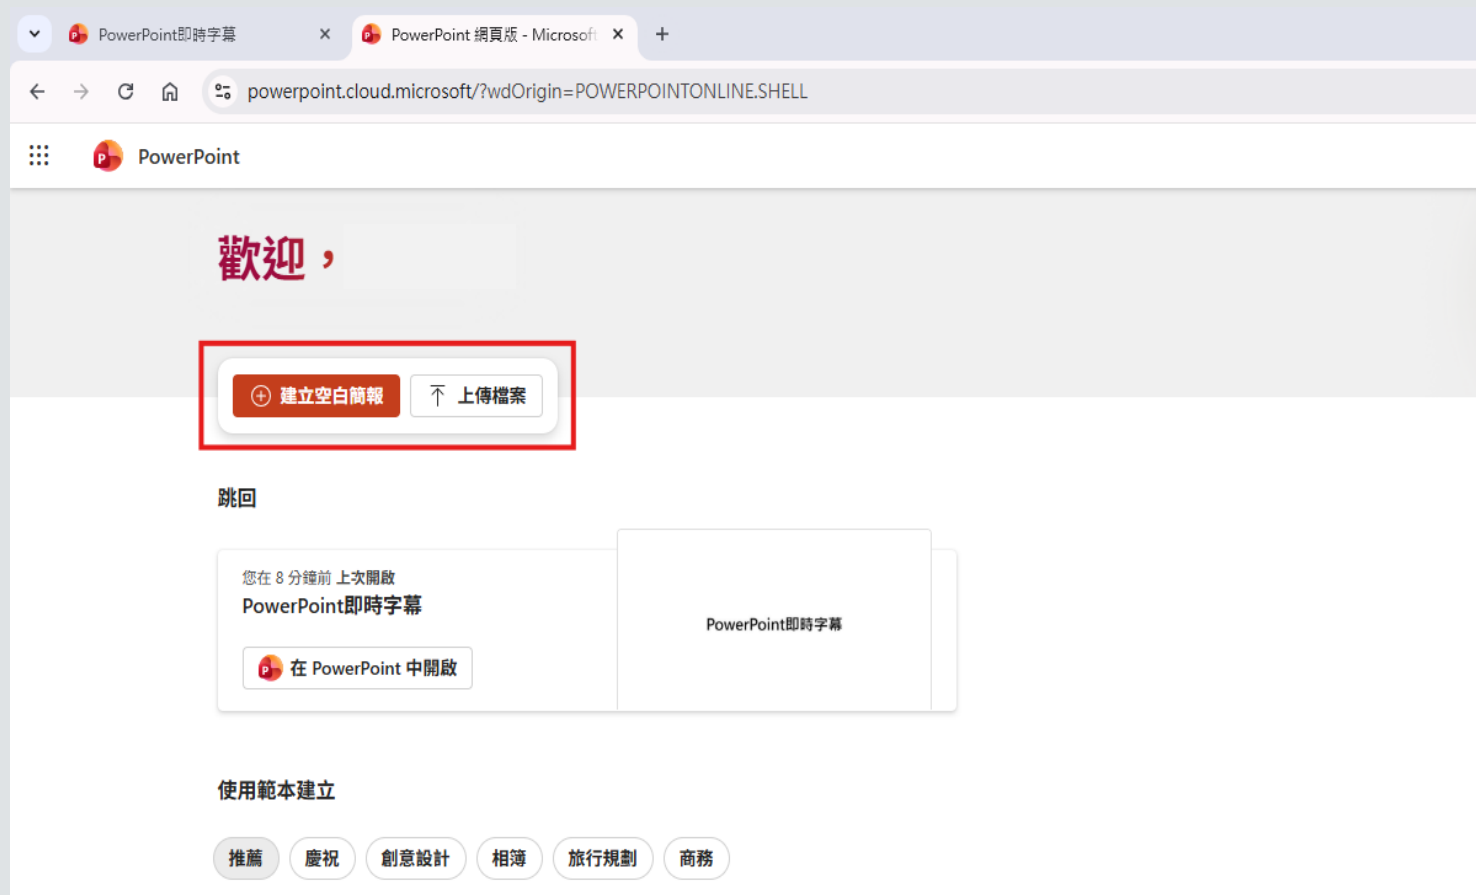 PowerPoint即時字幕
PowerPoint 網頁版 - Microsoft
powerpoint.cloud.microsoft/?wdOrigin=POWERPOINTONLINE.SHELL
PowerPoint
歡迎，
建立空白簡報
上傳檔案
跳回
您在 8 分鐘前 上次開啟
PowerPoint即時字幕
在 PowerPoint 中開啟
PowerPoint即時字幕
使用範本建立
推薦 慶祝 創意設計 相簿 旅行規劃 商務